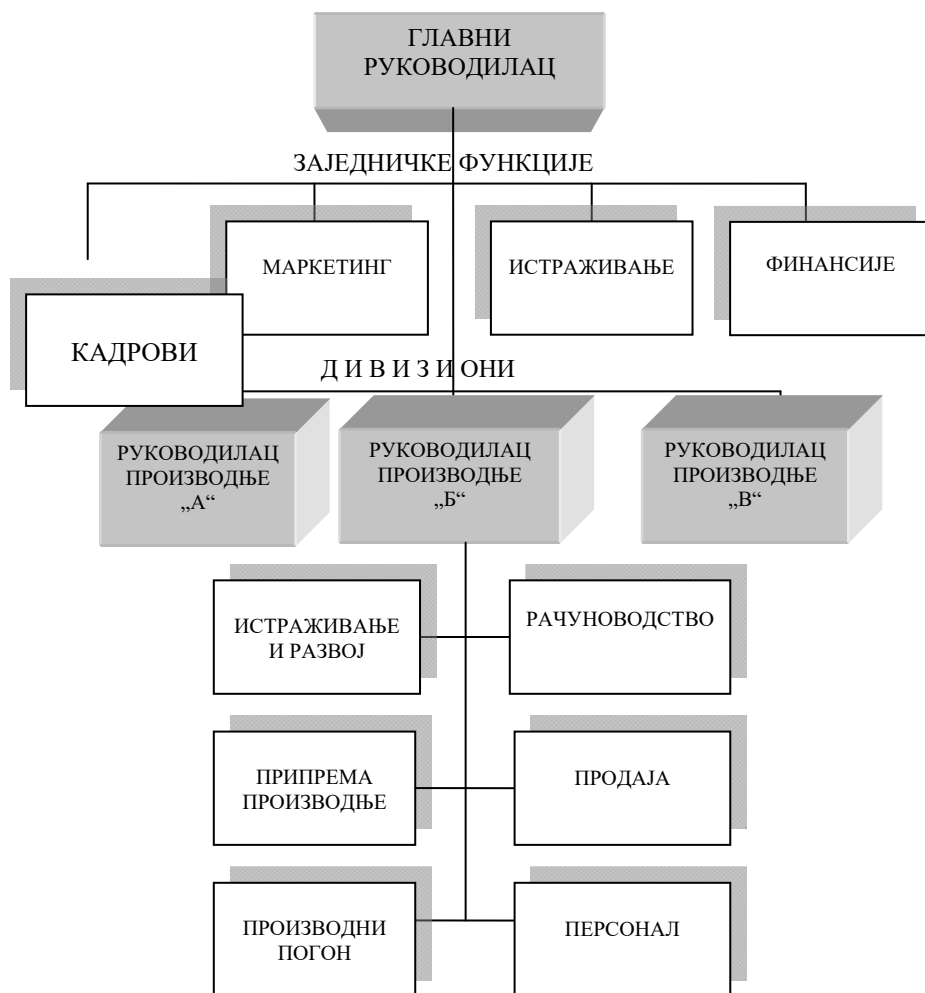 ГЛАВНИ
РУКОВОДИЛАЦ
ЗАЈЕДНИЧКЕ ФУНКЦИЈЕ
МАРКЕТИНГ
ИСТРАЖИВАЊЕ
ФИНАНСИЈЕ
КАДРОВИ
Д И В И З И ОНИ
РУКОВОДИЛАЦ
ПРОИЗВОДЊЕ
„А“
РУКОВОДИЛАЦ
ПРОИЗВОДЊЕ
„Б“
РУКОВОДИЛАЦ
ПРОИЗВОДЊЕ
„В“
ИСТРАЖИВАЊЕ
И РАЗВОЈ
РАЧУНОВОДСТВО
ПРИПРЕМА
ПРОИЗВОДЊЕ
ПРОДАЈА
ПРОИЗВОДНИ
ПОГОН
ПЕРСОНАЛ